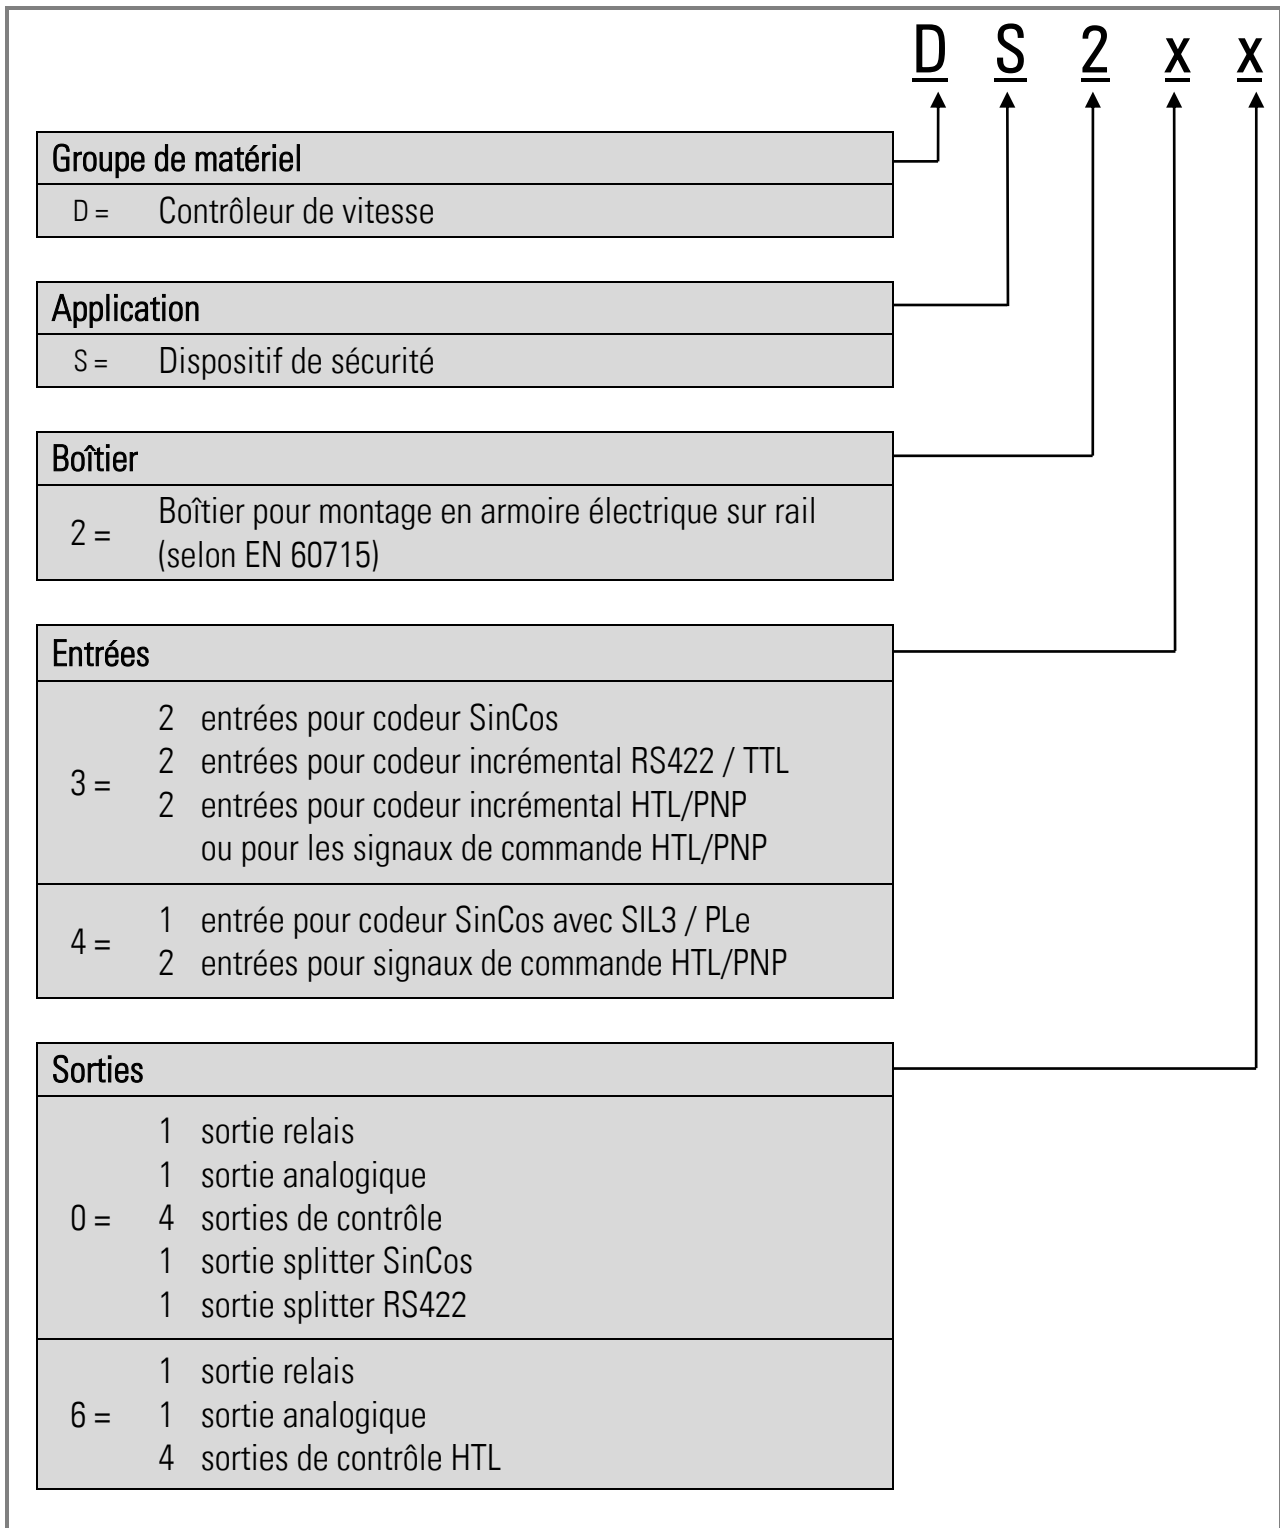 D S 2 x x
Groupe de matériel
D = Contrôleur de vitesse
Application
S = Dispositif de sécurité
Boîtier
2 = Boîtier pour montage en armoire électrique sur rail
(selon EN 60715)
Entrées
3 =
2 entrées pour codeur SinCos
2 entrées pour codeur incrémental RS422 / TTL
2 entrées pour codeur incrémental HTL/PNP
ou pour les signaux de commande HTL/PNP
4 =
1 entrée pour codeur SinCos avec SIL3 / PLe
2 entrées pour signaux de commande HTL/PNP
Sorties
0 =
1 sortie relais
1 sortie analogique
4 sorties de contrôle
1 sortie splitter SinCos
1 sortie splitter RS422
6 =
1 sortie relais
1 sortie analogique
4 sorties de contrôle HTL